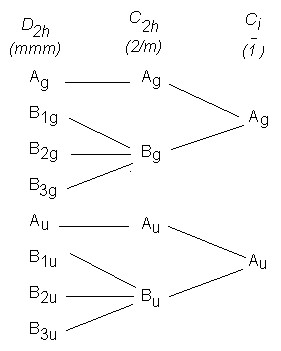 D2h C2h Ci
(mmm) (2/m) (1̄)
Ag Ag
B1g Ag
B2g Bg
B3g
Au Au
B1u Au
B2u Bu
B3u